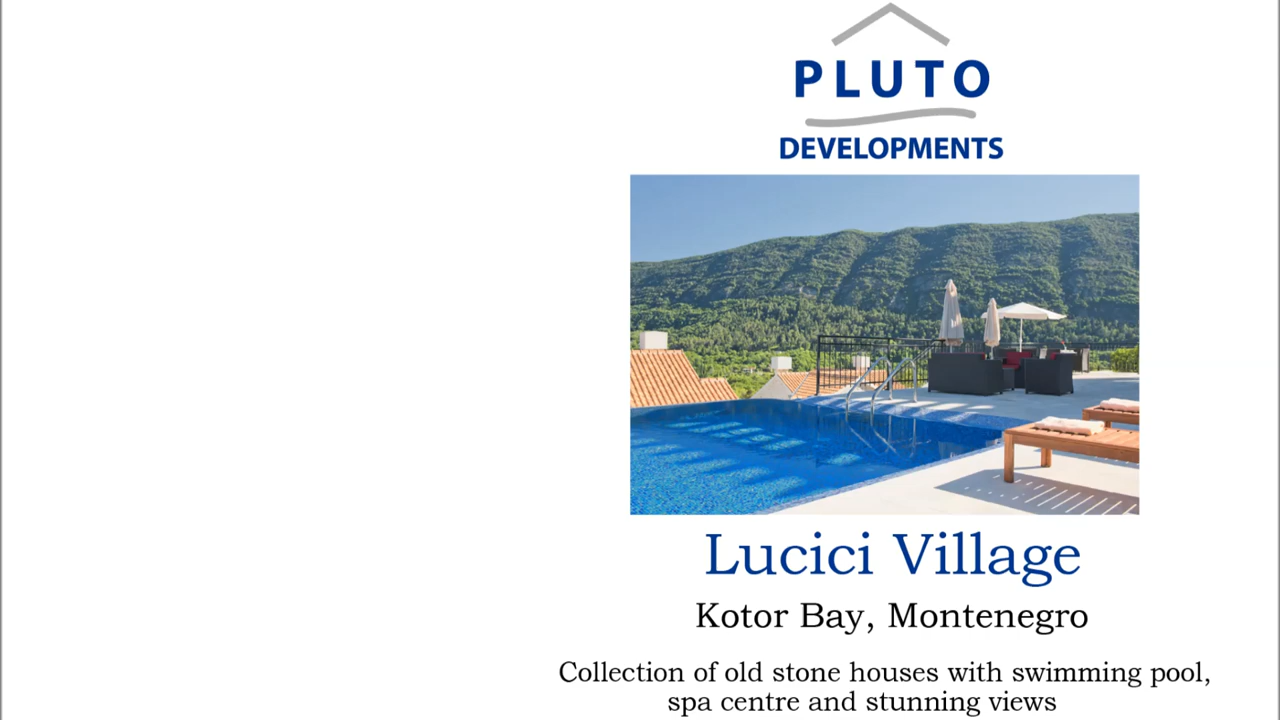 PLUTO
DEVELOPMENTS
Lucici Village
Kotor Bay, Montenegro
Collection of old stone houses with swimming pool,
spa centre and stunning views